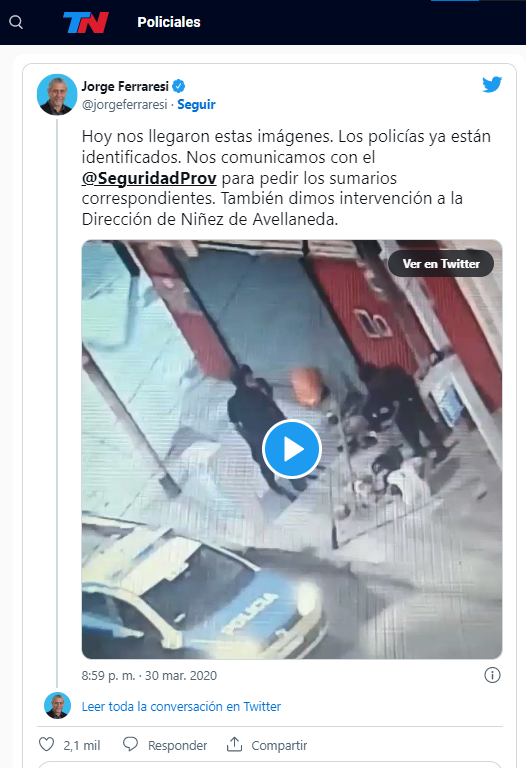 TN Policiales
Jorge Ferraresi
@jorgeferraresi · Seguir
Hoy nos llegaron estas imágenes. Los policías ya están
identificados. Nos comunicamos con el
@SeguridadProv para pedir los sumarios
correspondientes. También dimos intervención a la
Dirección de Niñez de Avellaneda.
Ver en Twitter
POLICIA
8:59 p. m. · 30 mar. 2020
Leer toda la conversación en Twitter
2,1 mil Responder Compartir